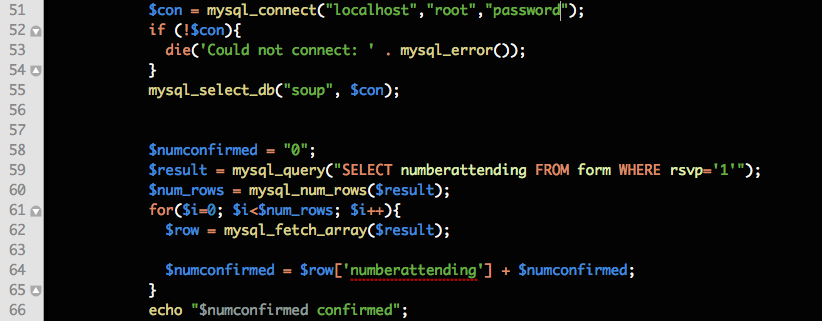 51 $con = mysql_connect("localhost","root","password");
52 if (!$con){
53 die('Could not connect: ' . mysql_error());
54 }
55 mysql_select_db("soup", $con);
56
57
58 $numconfirmed = "0";
59 $result = mysql_query("SELECT numberattending FROM form WHERE rsvp='1'");
60 $num_rows = mysql_num_rows($result);
61 for($i=0; $i<$num_rows; $i++){
62 $row = mysql_fetch_array($result);
63
64 $numconfirmed = $row['numberattending'] + $numconfirmed;
65 }
66 echo "$numconfirmed confirmed";